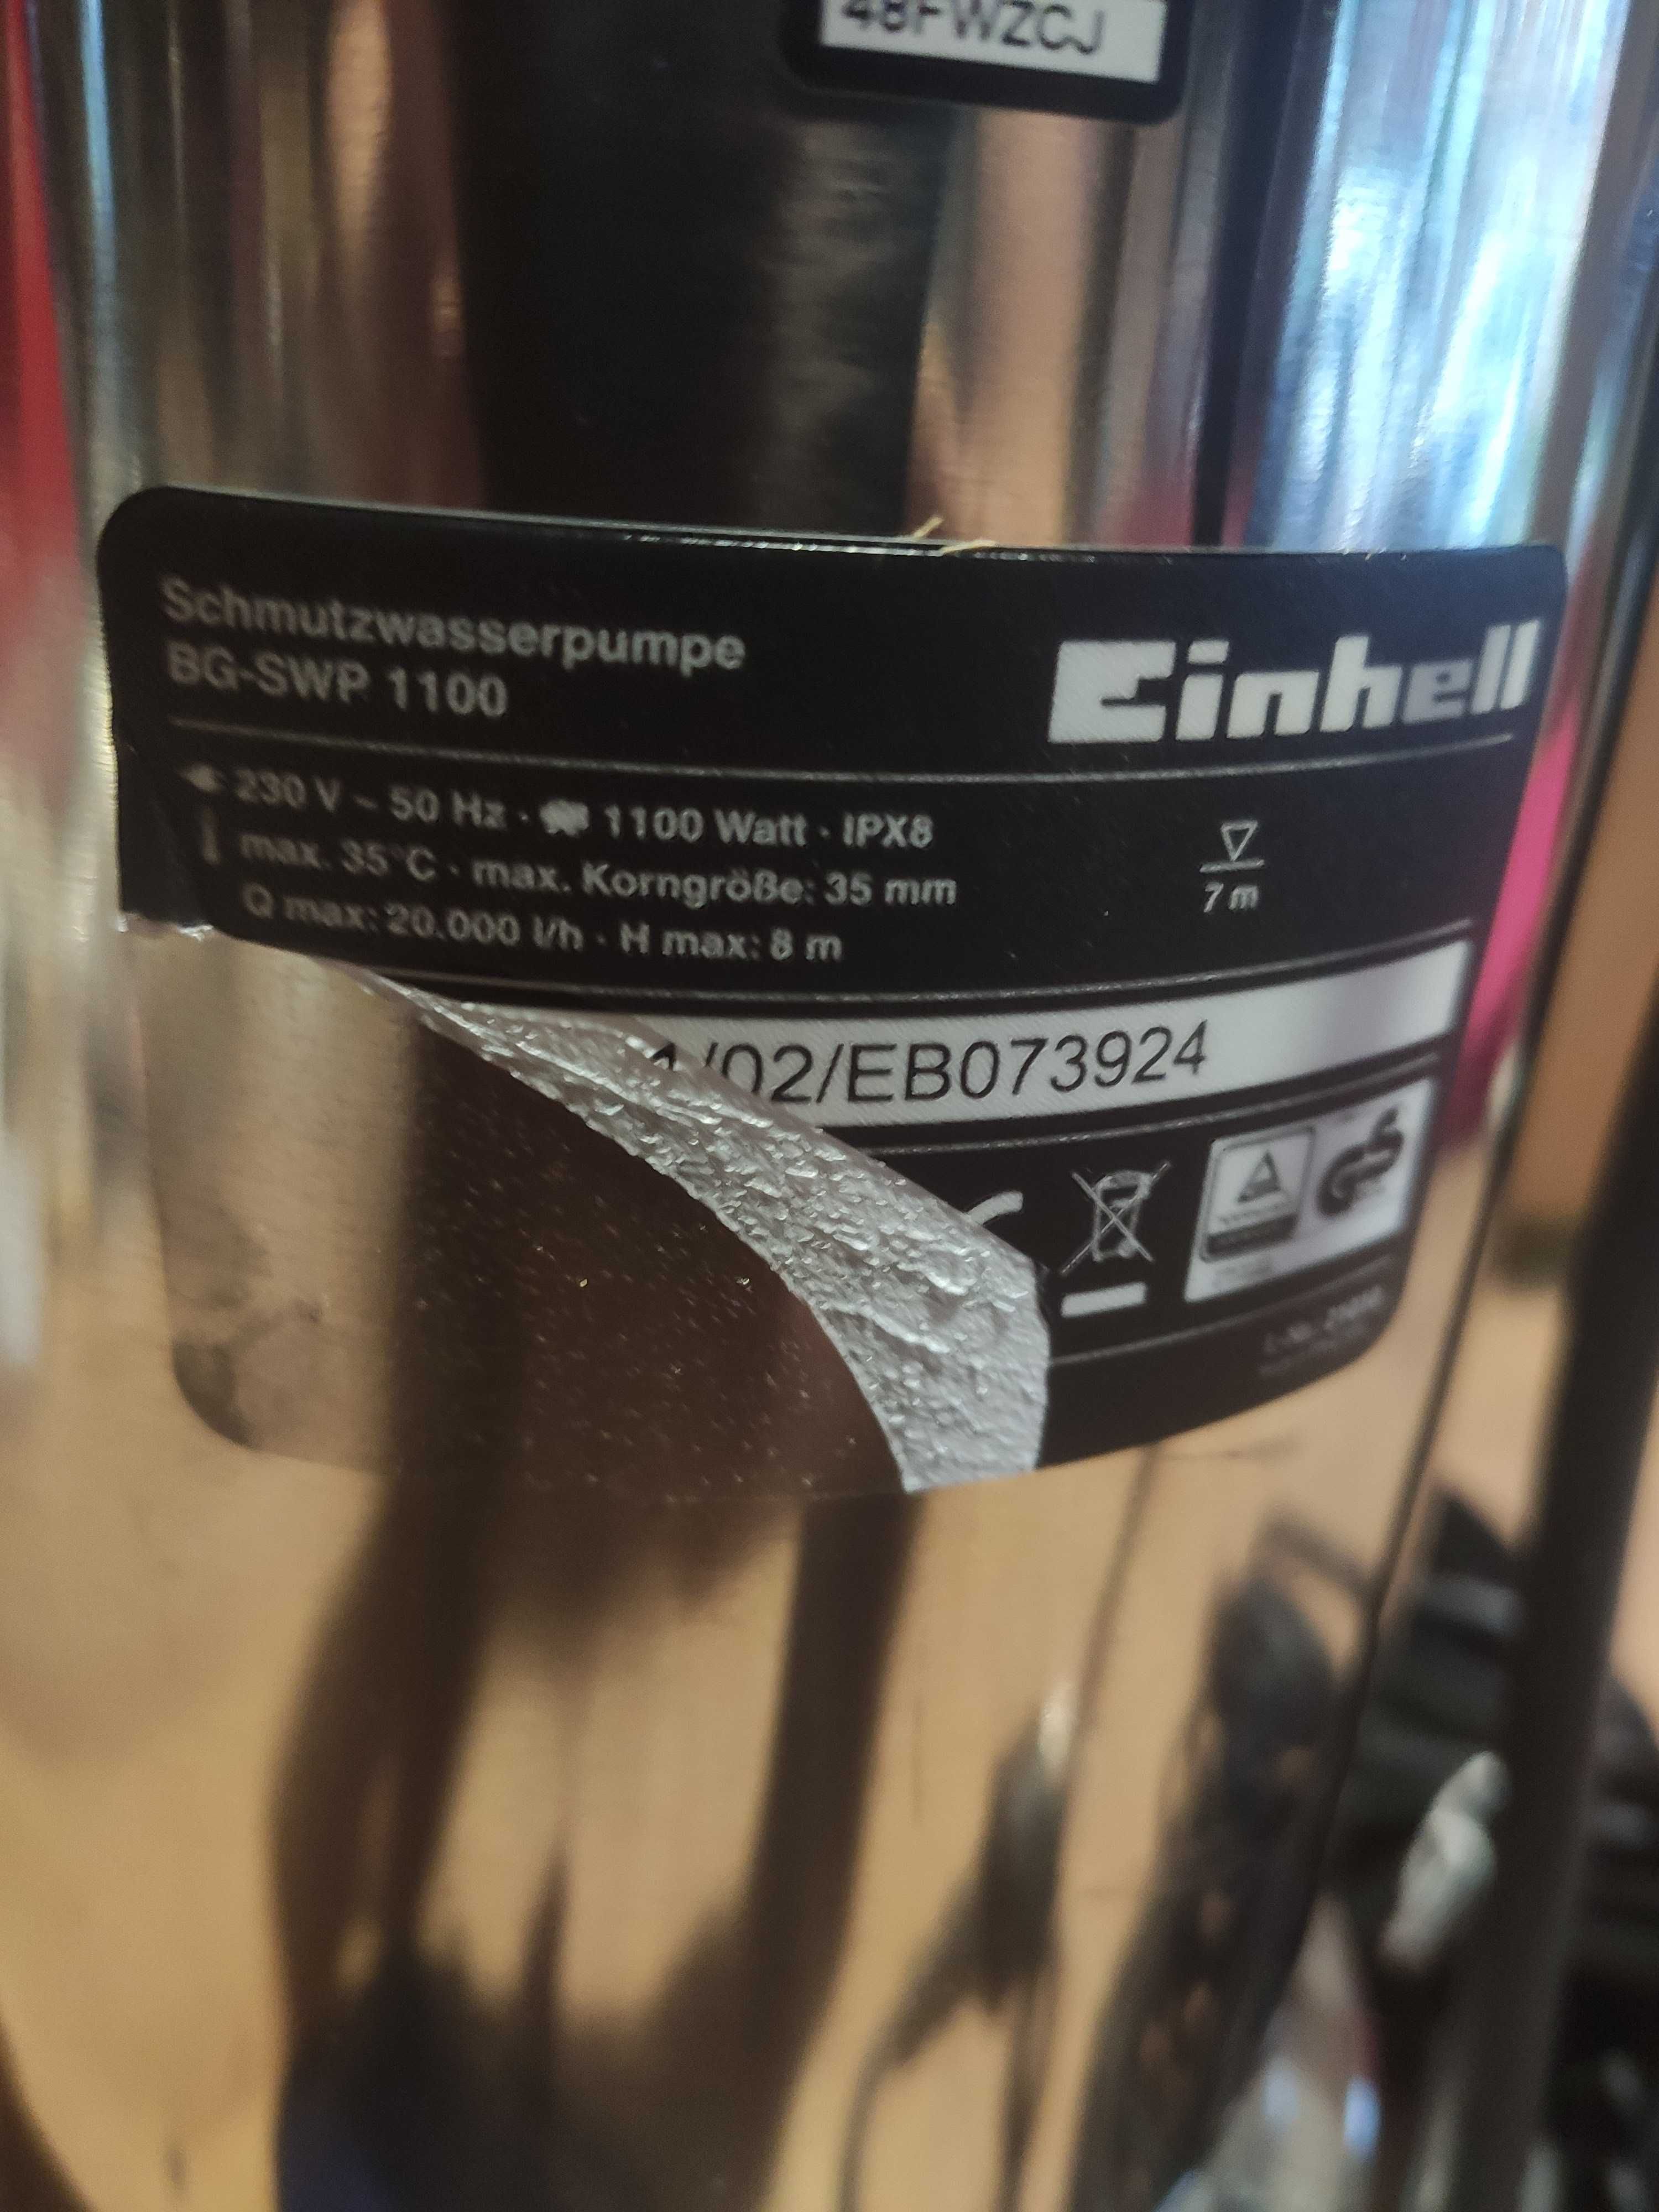 48FWZCJ
Schmutzwasserpumpe
BG-SWP 1100
Einhell
230 V ~ 50 Hz · 1100 Watt · IPX8
max. 35°C · max. Korngröße: 35 mm
Q max: 20.000 l/h · H max: 8 m
7 m
1/02/EB073924